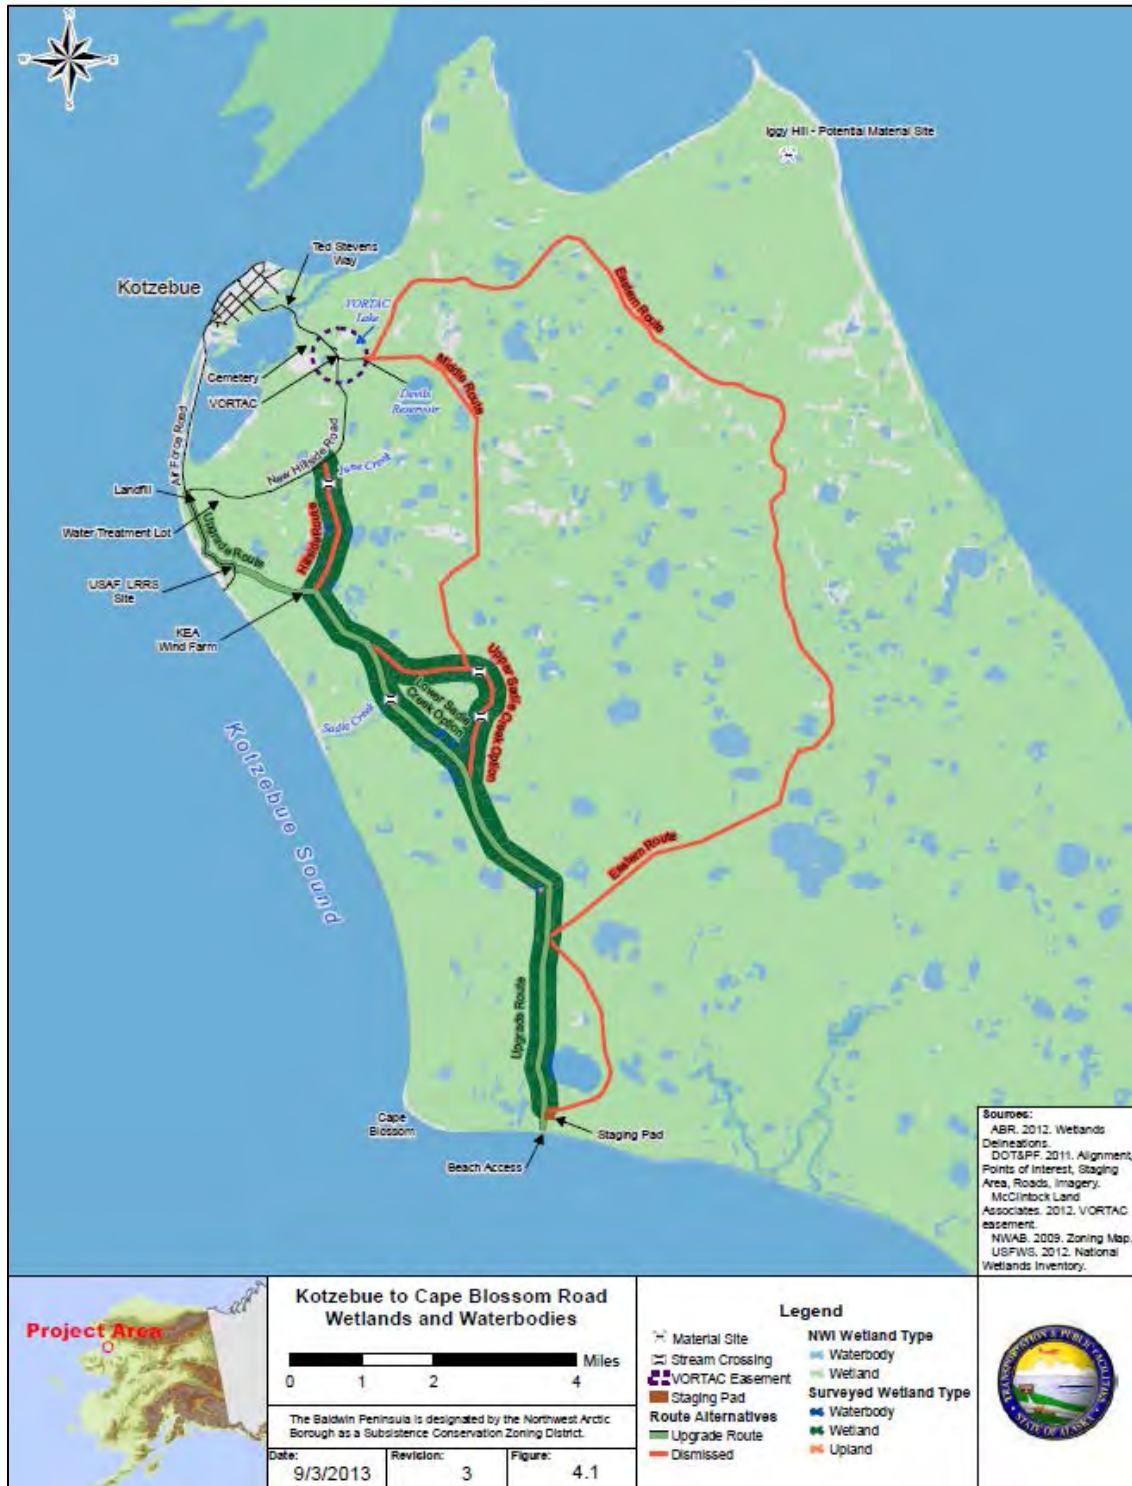 N
W
E
S
Iggy Hill - Potential Material Site
Ted Stevens
Way
Kotzebue
VORTAC
Lake
Eastern Route
Cemetery
VORTAC
Middle Route
Devils
Reservoir
Air Force Road
New Hillside Road
June Creek
Landfill
Water Treatment Lot
Hillside Route
Upgrade Route
USAF LRRS
Site
KEA
Wind Farm
Upper Sadie Creek Option
Lower Sadie
Creek Option
Sadie Creek
Kotzebue Sound
Eastern Route
Upgrade Route
Cape
Blossom
Staging Pad
Beach Access
Sources:
ABR. 2012. Wetlands
Delineations.
DOT&PF. 2011. Alignment,
Points of Interest, Staging
Area, Roads, Imagery.
McClintock Land
Associates. 2012. VORTAC
easement.
NWAB. 2009. Zoning Map.
USFWS. 2012. National
Wetlands Inventory.
Project Area
Kotzebue to Cape Blossom Road
Wetlands and Waterbodies
Miles
0 1 2 4
The Baldwin Peninsula is designated by the Northwest Arctic
Borough as a Subsistence Conservation Zoning District.
Date:
9/3/2013
Revision:
3
Figure:
4.1
Legend
Material Site
Stream Crossing
VORTAC Easement
Staging Pad
Route Alternatives
Upgrade Route
Dismissed
NWI Wetland Type
Waterbody
Wetland
Surveyed Wetland Type
Waterbody
Wetland
Upland
TRANSPORTATION & PUBLIC FACILITIES
STATE OF ALASKA